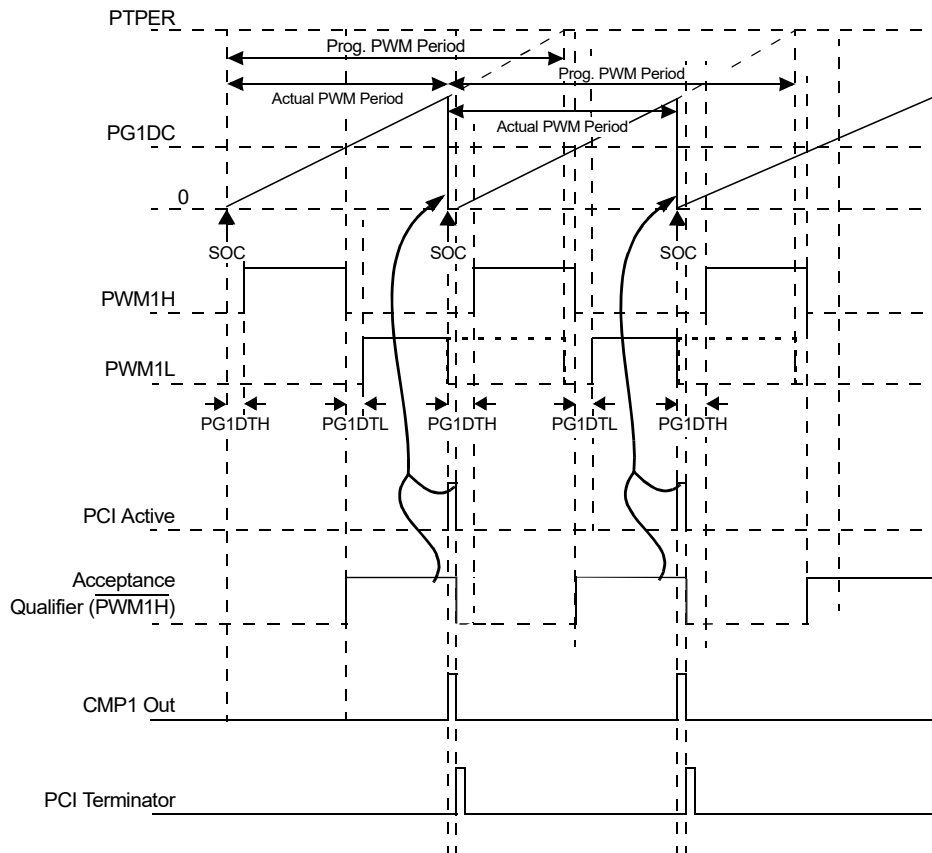 PTPER
Prog. PWM Period
Prog. PWM Period
Actual PWM Period
Actual PWM Period
PG1DC
0
SOC
SOC
SOC
PWM1H
PWM1L
PG1DTH
PG1DTL
PG1DTH
PG1DTL
PG1DTH
PCI Active
Acceptance
Qualifier (PWM1H)
CMP1 Out
PCI Terminator